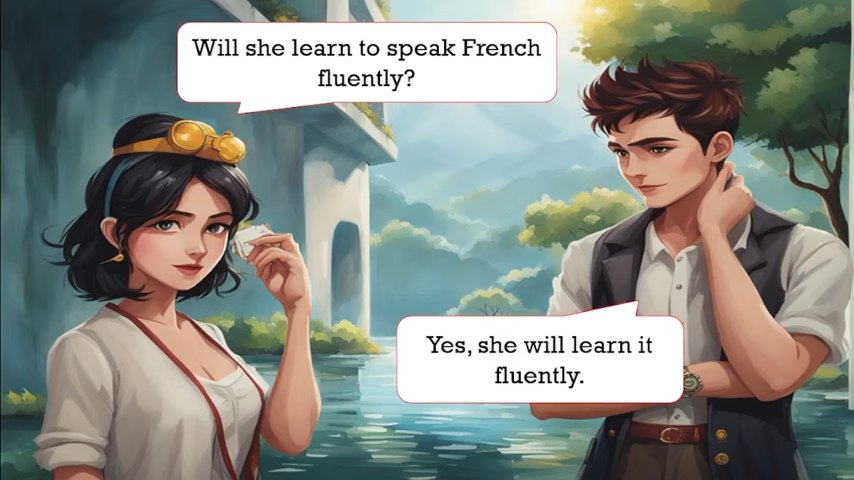 Will she learn to speak French
fluently?
Yes, she will learn it
fluently.